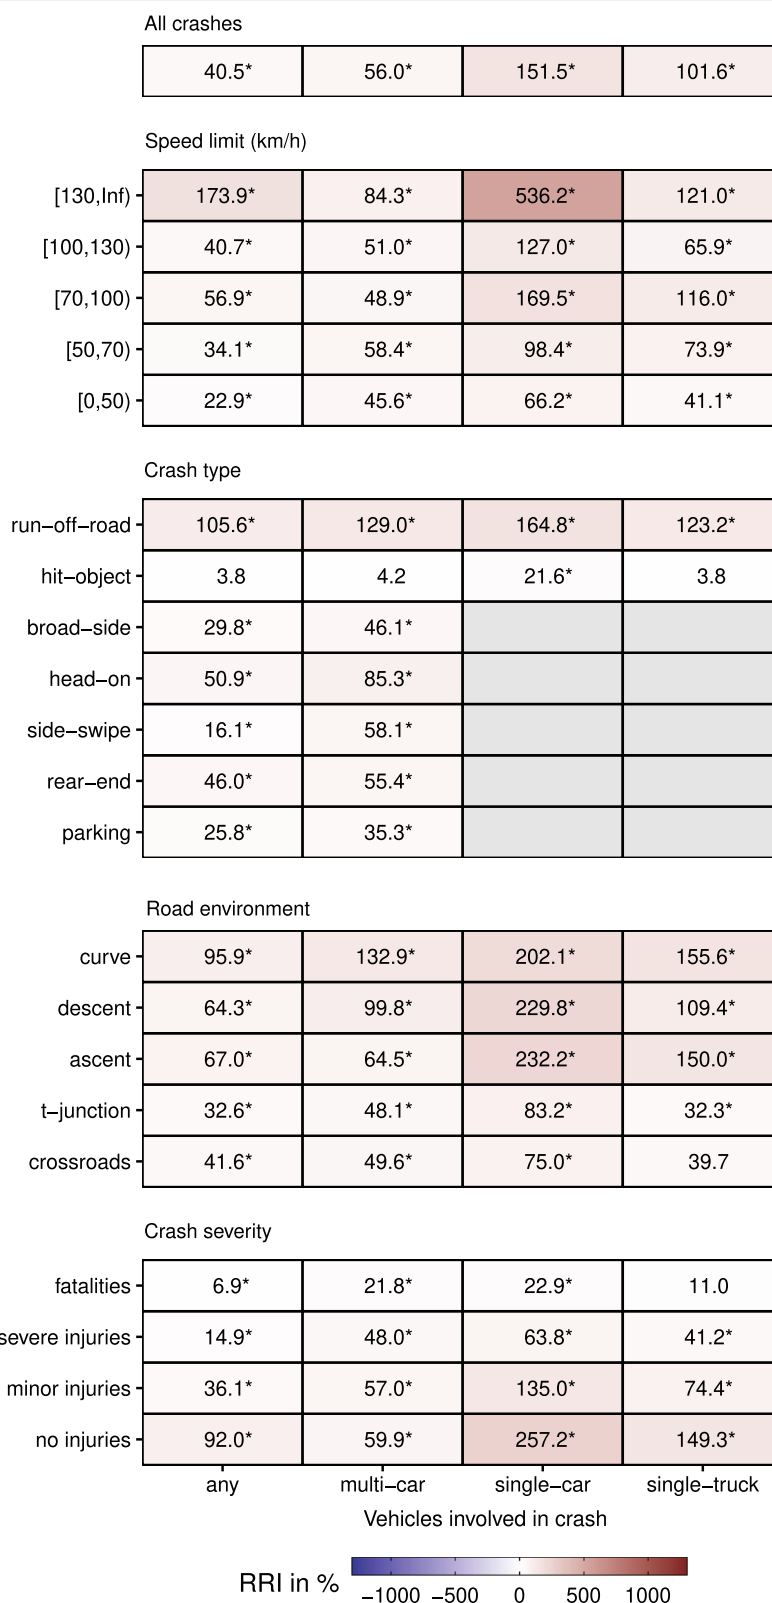 All crashes
40.5* 56.0* 151.5* 101.6*
Speed limit (km/h)
[130,Inf) 173.9* 84.3* 536.2* 121.0*
[100,130) 40.7* 51.0* 127.0* 65.9*
[70,100) 56.9* 48.9* 169.5* 116.0*
[50,70) 34.1* 58.4* 98.4* 73.9*
[0,50) 22.9* 45.6* 66.2* 41.1*
Crash type
run−off−road 105.6* 129.0* 164.8* 123.2*
hit−object 3.8 4.2 21.6* 3.8
broad−side 29.8* 46.1*
head−on 50.9* 85.3*
side−swipe 16.1* 58.1*
rear−end 46.0* 55.4*
parking 25.8* 35.3*
Road environment
curve 95.9* 132.9* 202.1* 155.6*
descent 64.3* 99.8* 229.8* 109.4*
ascent 67.0* 64.5* 232.2* 150.0*
t−junction 32.6* 48.1* 83.2* 32.3*
crossroads 41.6* 49.6* 75.0* 39.7
Crash severity
fatalities 6.9* 21.8* 22.9* 11.0
severe injuries 14.9* 48.0* 63.8* 41.2*
minor injuries 36.1* 57.0* 135.0* 74.4*
no injuries 92.0* 59.9* 257.2* 149.3*
any multi−car single−car single−truck
Vehicles involved in crash
RRI in % −1000 −500 0 500 1000